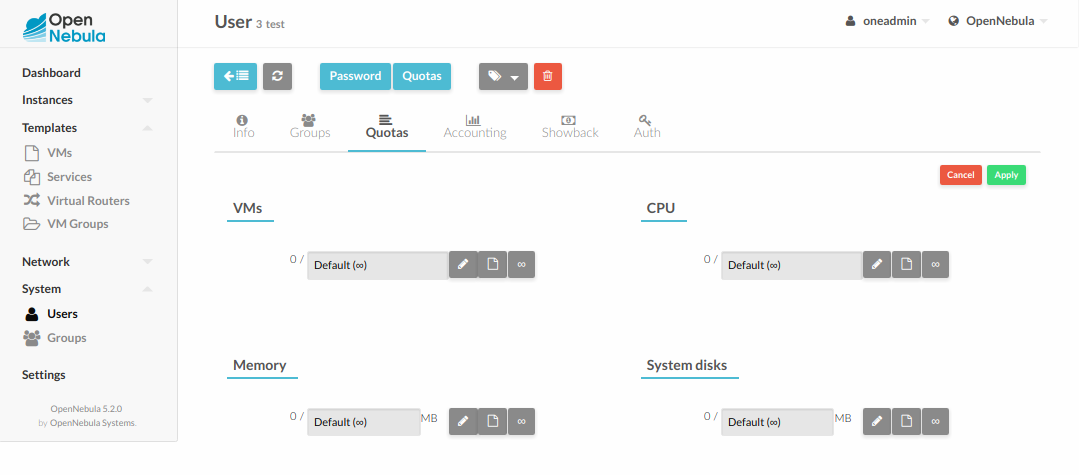 Open
Nebula
User 3 test
oneadmin
OpenNebula
Dashboard
Instances
Templates
VMs
Services
Virtual Routers
VM Groups
Network
System
Users
Groups
Settings
OpenNebula 5.2.0
by OpenNebula Systems.
Password
Quotas
Info
Groups
Quotas
Accounting
Showback
Auth
Cancel
Apply
VMs
0 / Default (∞) ∞
CPU
0 / Default (∞) ∞
Memory
0 / Default (∞) MB ∞
System disks
0 / Default (∞) MB ∞